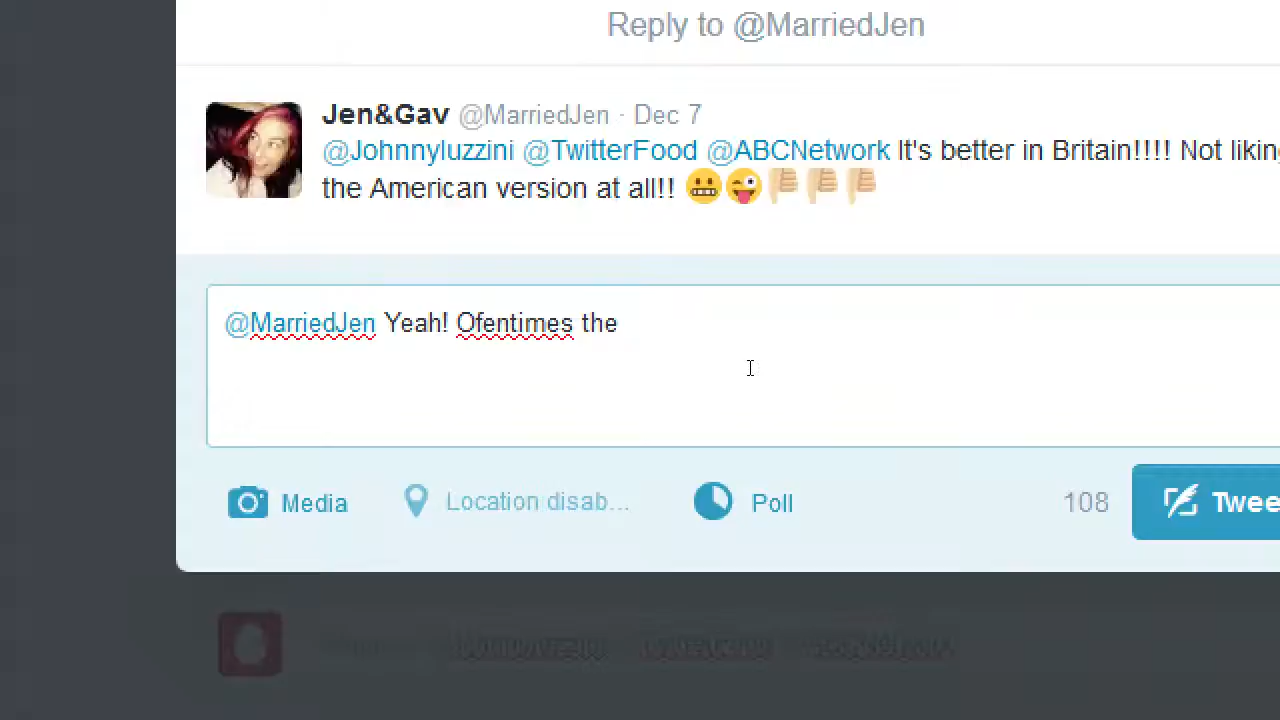 Reply to @MarriedJen
Jen&Gav @MarriedJen · Dec 7
@Johnnyluzzini @TwitterFood @ABCNetwork It's better in Britain!!!! Not likin
the American version at all!! 😬😜👎🏼👎🏼👎🏼
@MarriedJen Yeah! Ofentimes the
Media Location disab... Poll 108 Twee